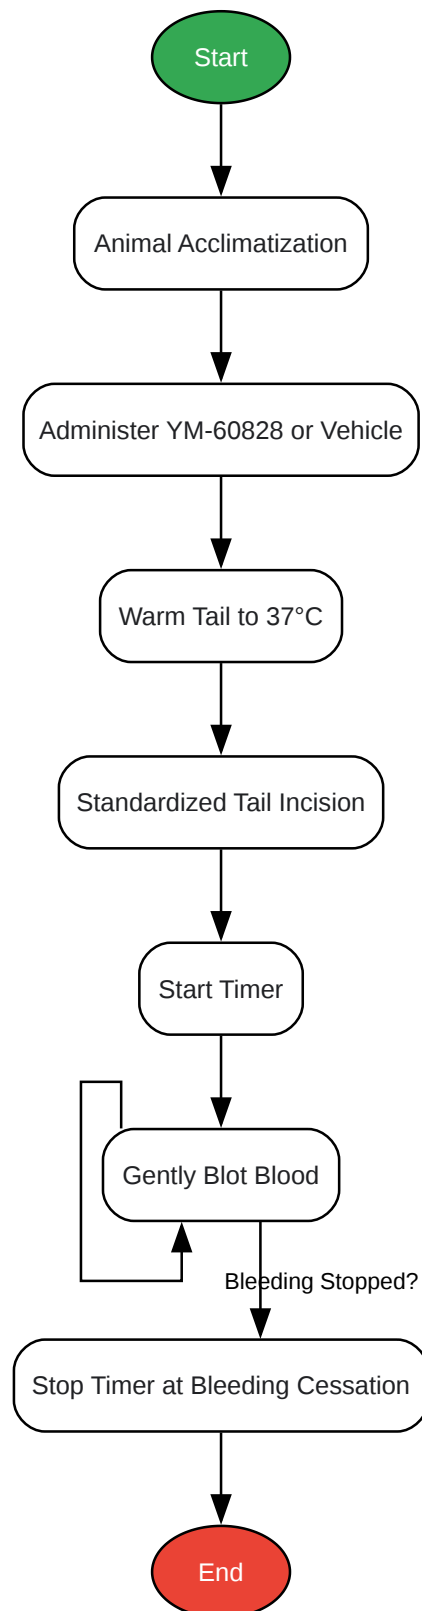 Start
Animal Acclimatization
Administer YM-60828 or Vehicle
Warm Tail to 37°C
Standardized Tail Incision
Start Timer
Gently Blot Blood
Bleeding Stopped?
Stop Timer at Bleeding Cessation
End